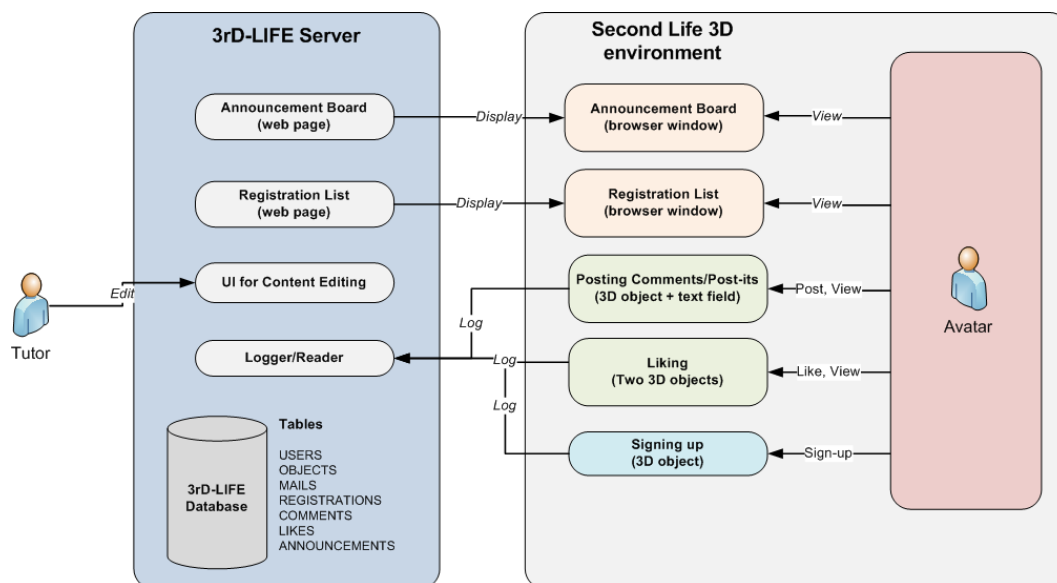 3rD-LIFE Server
Second Life 3D
environment
Announcement Board
(web page)
Display
Announcement Board
(browser window)
View
Registration List
(web page)
Display
Registration List
(browser window)
View
Tutor
Edit
UI for Content Editing
Posting Comments/Post-its
(3D object + text field)
Post, View
Log
Avatar
Logger/Reader
Log
Liking
(Two 3D objects)
Like, View
Log
Signing up
(3D object)
Sign-up
3rD-LIFE
Database
Tables
USERS
OBJECTS
MAILS
REGISTRATIONS
COMMENTS
LIKES
ANNOUNCEMENTS